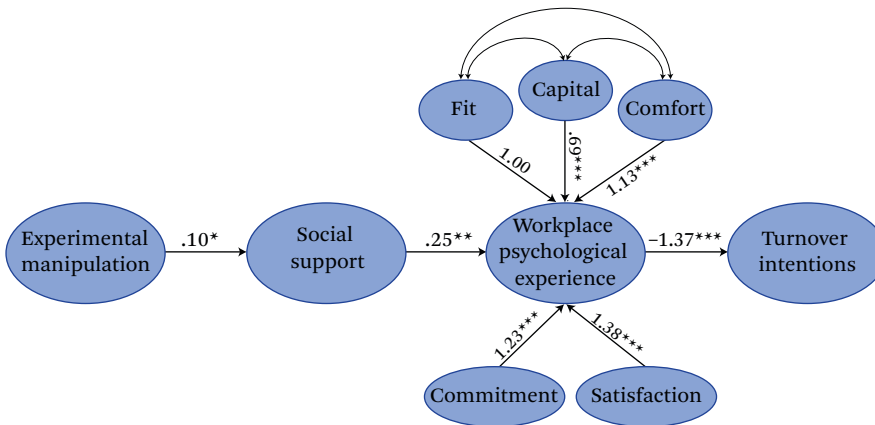 Capital
Fit
Comfort
1.00
.69***
1.13***
Experimental
manipulation
.10*
Social
support
.25**
Workplace
psychological
experience
–1.37***
Turnover
intentions
1.23***
1.38***
Commitment
Satisfaction